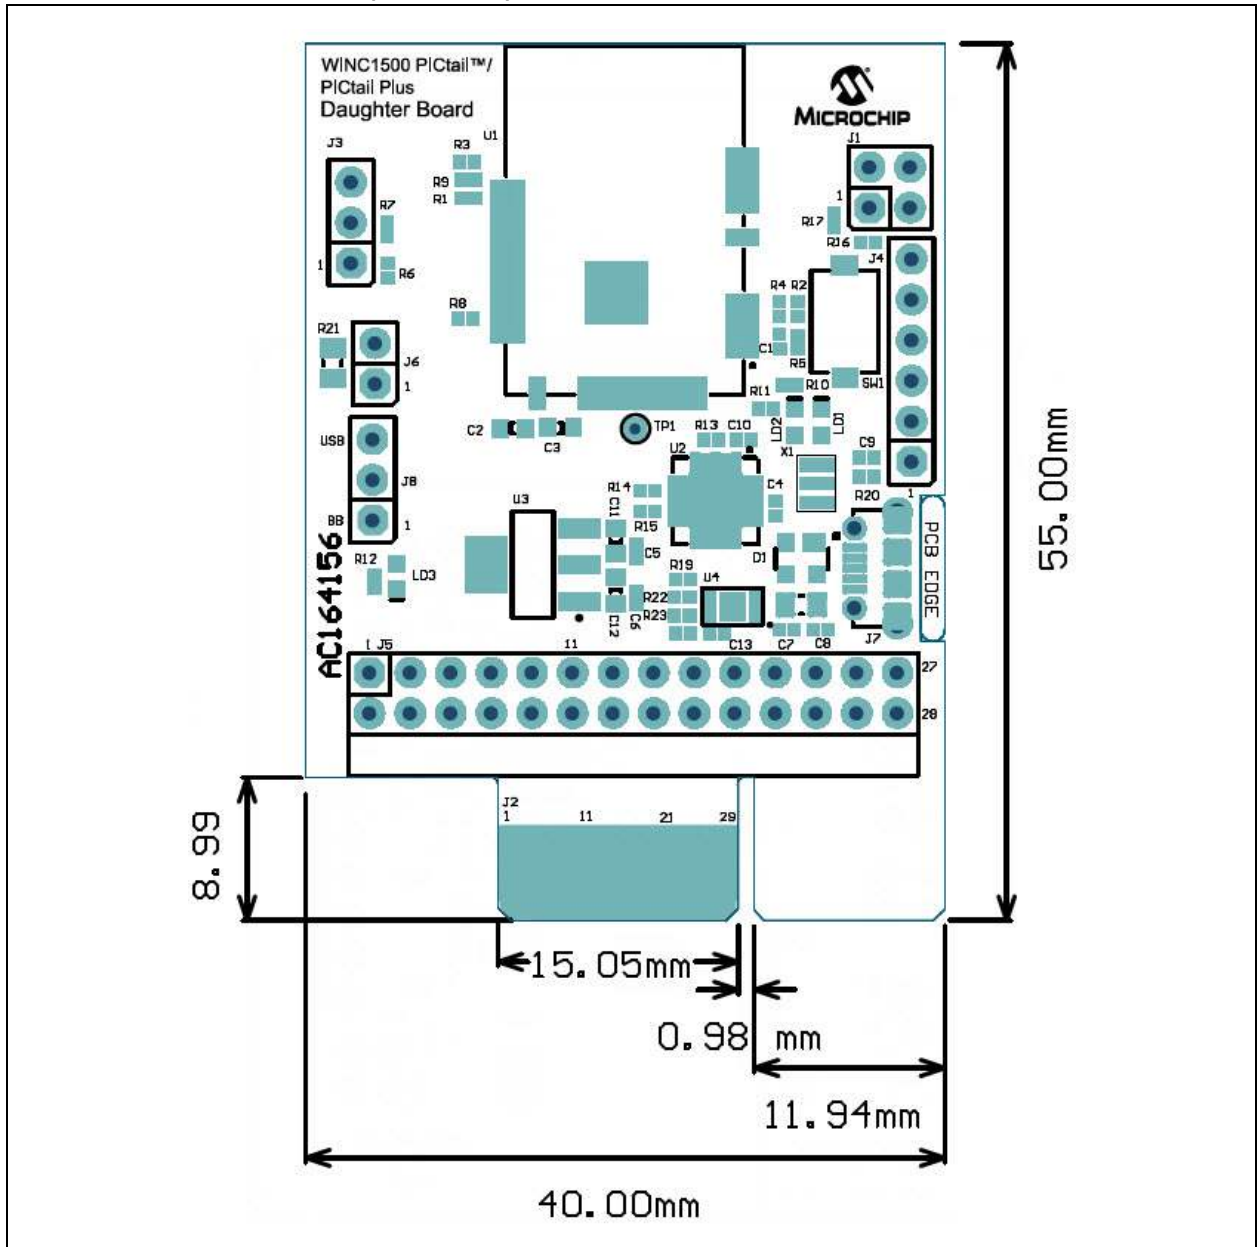 WINC1500 PICtail™/
PICtail Plus
Daughter Board
MICROCHIP
J3
U1
R3
J1
R9
R1
1
R7
R17
R16
J4
1
R6
R4
R2
R8
R21
J6
C1
R5
1
SW1
R11
R10
C2
C3
TP1
LD2
LD1
USB
R13
C10
U2
X1
C9
J8
R14
C4
R20
1
U3
C11
BB
1
R15
AC164156
R12
LD3
C5
D1
PCB EDGE
R19
U4
R22
R23
C12
C6
C13
C7
C8
J7
1 J5
11
27
28
J2
1
11
21
29
55.00mm
8.99
15.05mm
0.98 mm
11.94mm
40.00mm